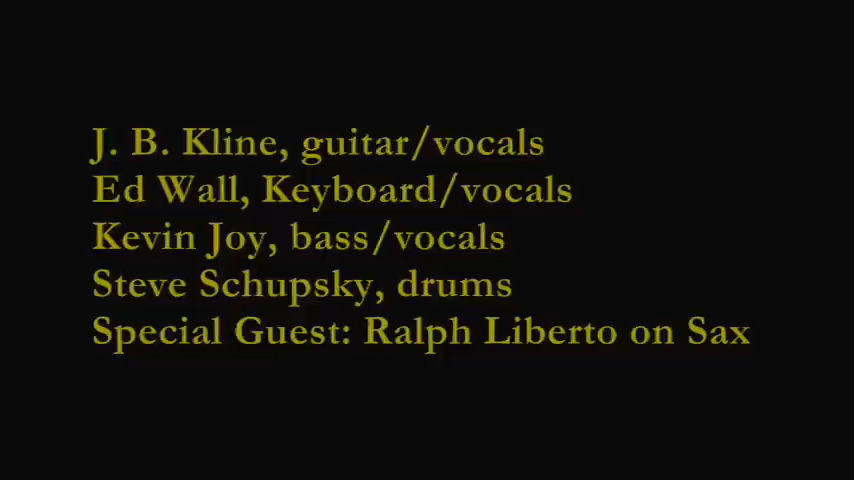 J. B. Kline, guitar/vocals
Ed Wall, Keyboard/vocals
Kevin Joy, bass/vocals
Steve Schupsky, drums
Special Guest: Ralph Liberto on Sax